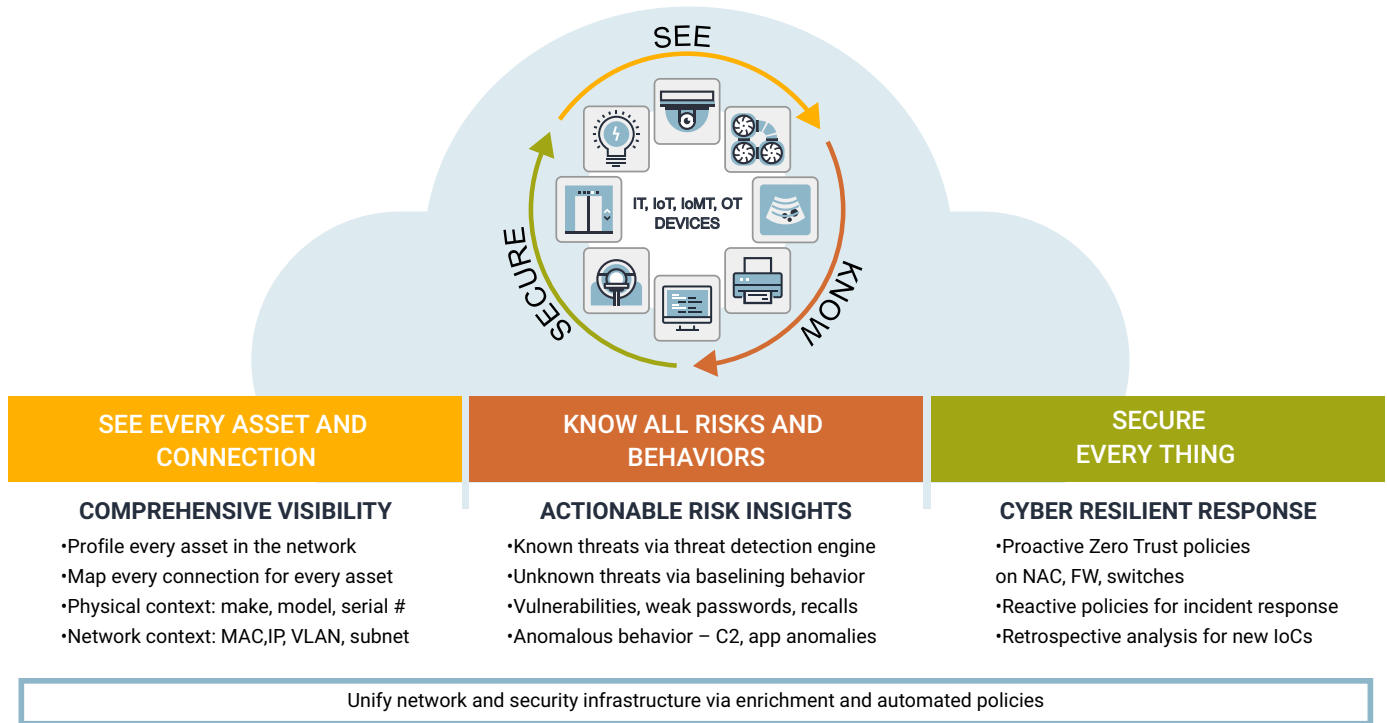 SEE
KNOW
SECURE
IT, IoT, IoMT, OT
DEVICES
SEE EVERY ASSET AND
CONNECTION
COMPREHENSIVE VISIBILITY
•Profile every asset in the network
•Map every connection for every asset
•Physical context: make, model, serial #
•Network context: MAC,IP, VLAN, subnet
KNOW ALL RISKS AND
BEHAVIORS
ACTIONABLE RISK INSIGHTS
•Known threats via threat detection engine
•Unknown threats via baselining behavior
•Vulnerabilities, weak passwords, recalls
•Anomalous behavior – C2, app anomalies
SECURE
EVERY THING
CYBER RESILIENT RESPONSE
•Proactive Zero Trust policies
on NAC, FW, switches
•Reactive policies for incident response
•Retrospective analysis for new IoCs
Unify network and security infrastructure via enrichment and automated policies